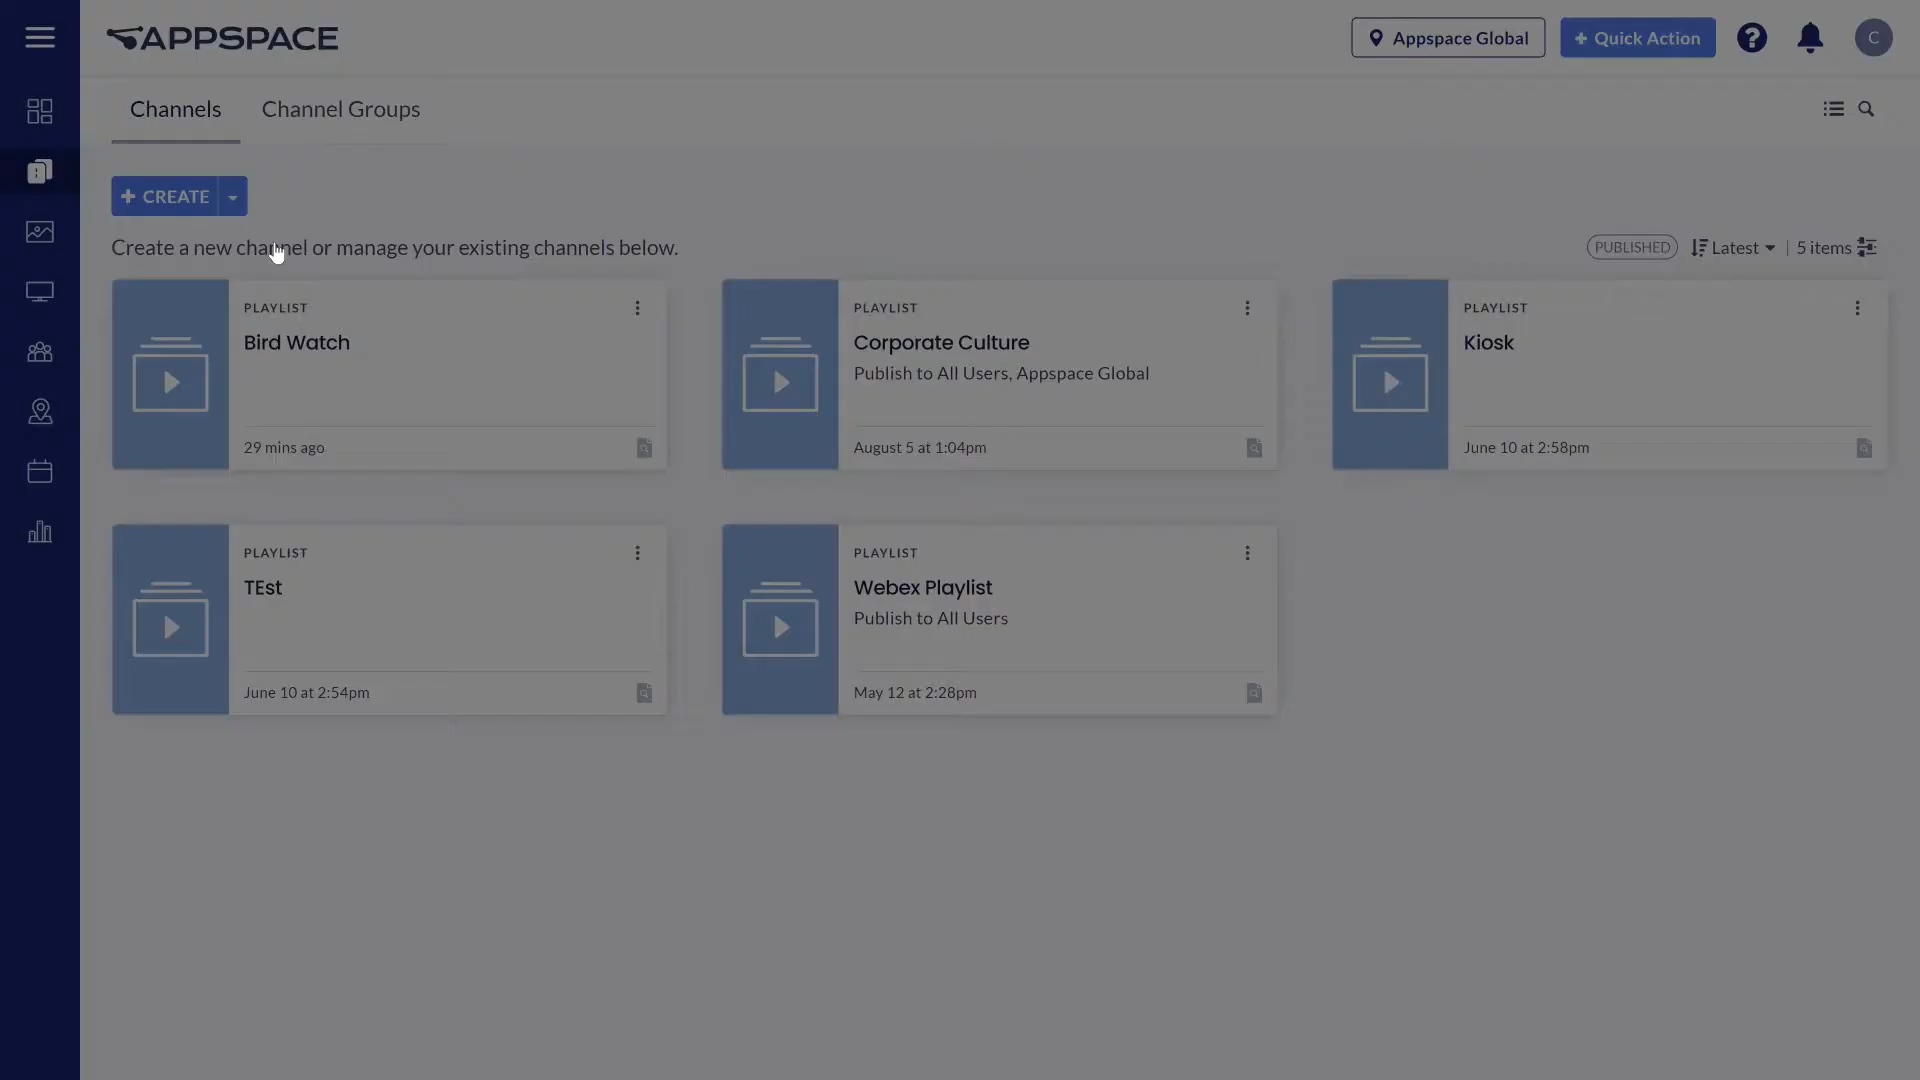 APPSPACE
Appspace Global
+ Quick Action
?
C
Channels
Channel Groups
+ CREATE
Create a new channel or manage your existing channels below.
PUBLISHED
Latest
| 5 items
PLAYLIST
Bird Watch
29 mins ago
PLAYLIST
Corporate Culture
Publish to All Users, Appspace Global
August 5 at 1:04pm
PLAYLIST
Kiosk
June 10 at 2:58pm
PLAYLIST
TEst
June 10 at 2:54pm
PLAYLIST
Webex Playlist
Publish to All Users
May 12 at 2:28pm